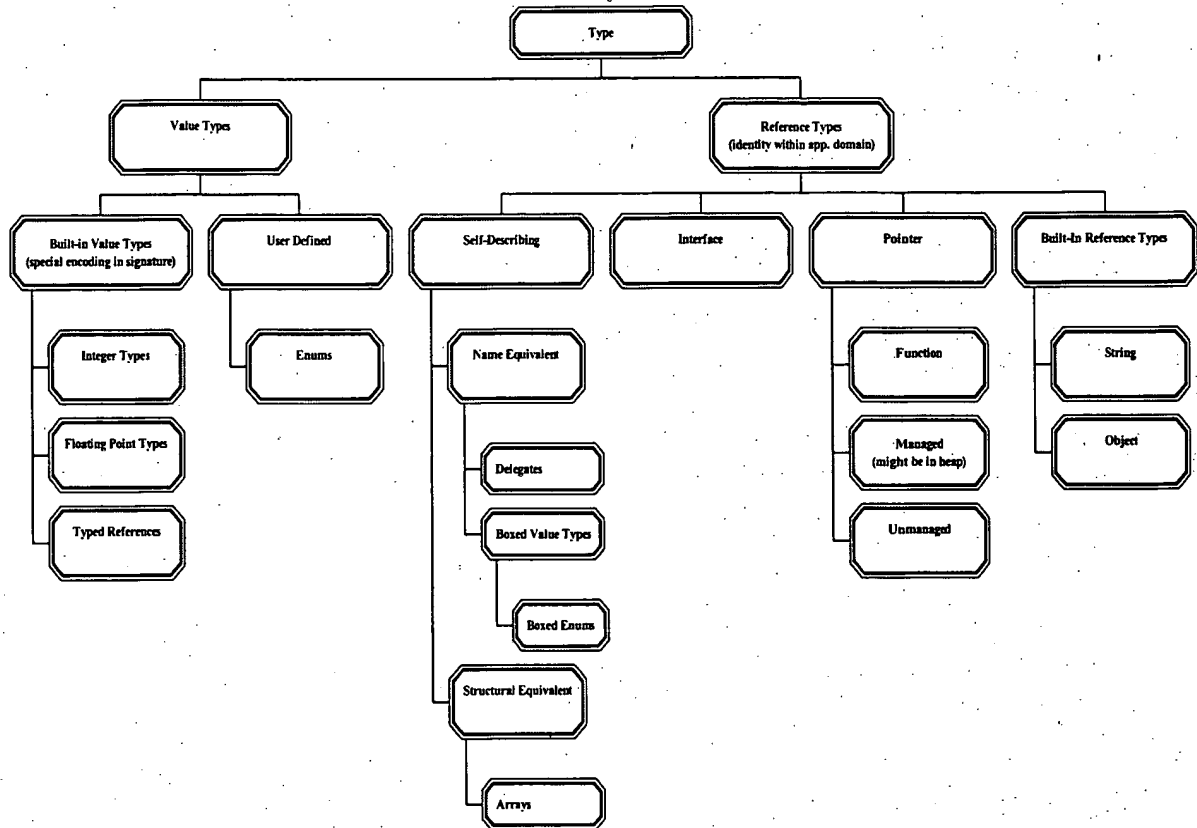 Type
Value Types
Reference Types
(identity within app. domain)
Built-in Value Types
(special encoding in signature)
User Defined
Self-Describing
Interface
Pointer
Built-In Reference Types
Integer Types
Enums
Name Equivalent
Function
String
Floating Point Types
Delegates
Managed
(might be in heap)
Object
Typed References
Boxed Value Types
Unmanaged
Boxed Enums
Structural Equivalent
Arrays